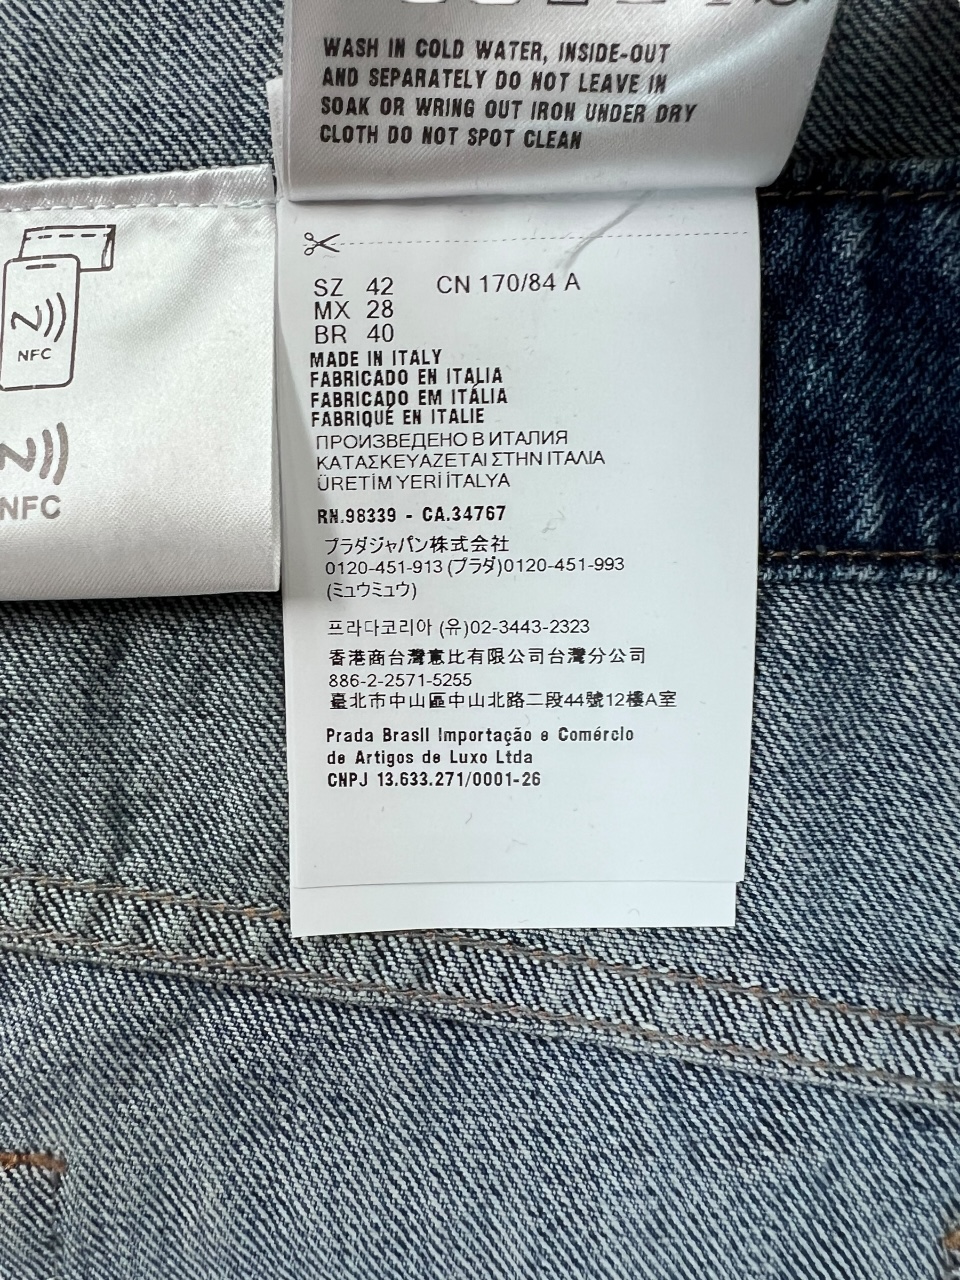 WASH IN COLD WATER, INSIDE-OUT
AND SEPARATELY DO NOT LEAVE IN
SOAK OR WRING OUT IRON UNDER DRY
CLOTH DO NOT SPOT CLEAN
NFC
NFC
SZ 42 CN 170/84 A
MX 28
BR 40
MADE IN ITALY
FABRICADO EN ITALIA
FABRICADO EM ITÁLIA
FABRIQUÉ EN ITALIE
ПРОИЗВЕДЕНО В ИТАЛИЯ
ΚΑΤΑΣΚΕΥΑΖΕΤΑΙ ΣΤΗΝ ΙΤΑΛΙΑ
ÜRETİM YERİ İTALYA
RN.98339 - CA.34767
プラダジャパン株式会社
0120-451-913 (プラダ)0120-451-993
(ミュウミュウ)
프라다코리아 (유)02-3443-2323
香港商台灣惠比有限公司台灣分公司
886-2-2571-5255
臺北市中山區中山北路二段44號12樓A室
Prada Brasil Importação e Comércio
de Artigos de Luxo Ltda
CNPJ 13.633.271/0001-26